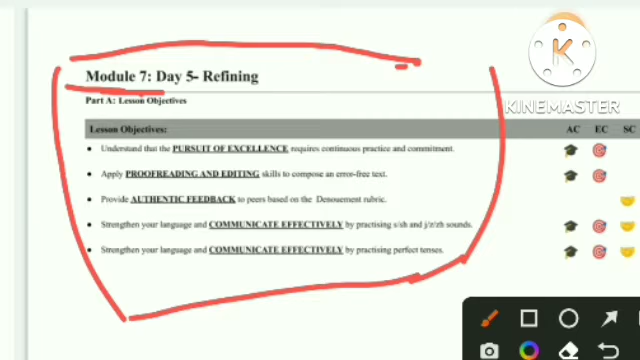 KINEMASTER
Module 7: Day 5- Refining
Part A: Lesson Objectives
Lesson Objectives: AC EC SC
● Understand that the PURSUIT OF EXCELLENCE requires continuous practice and commitment.
● Apply PROOFREADING AND EDITING skills to compose an error-free text.
● Provide AUTHENTIC FEEDBACK to peers based on the Denouement rubric.
● Strengthen your language and COMMUNICATE EFFECTIVELY by practising s/sh and j/z/zh sounds.
● Strengthen your language and COMMUNICATE EFFECTIVELY by practising perfect tenses.